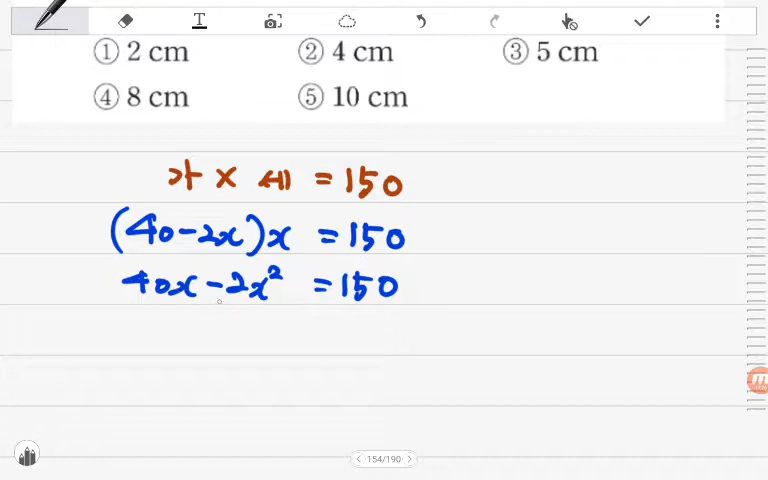 T
① 2 cm ② 4 cm ③ 5 cm
④ 8 cm ⑤ 10 cm
가 × 세 = 150
(40-2x)x = 150
40x-2x² = 150
154/190